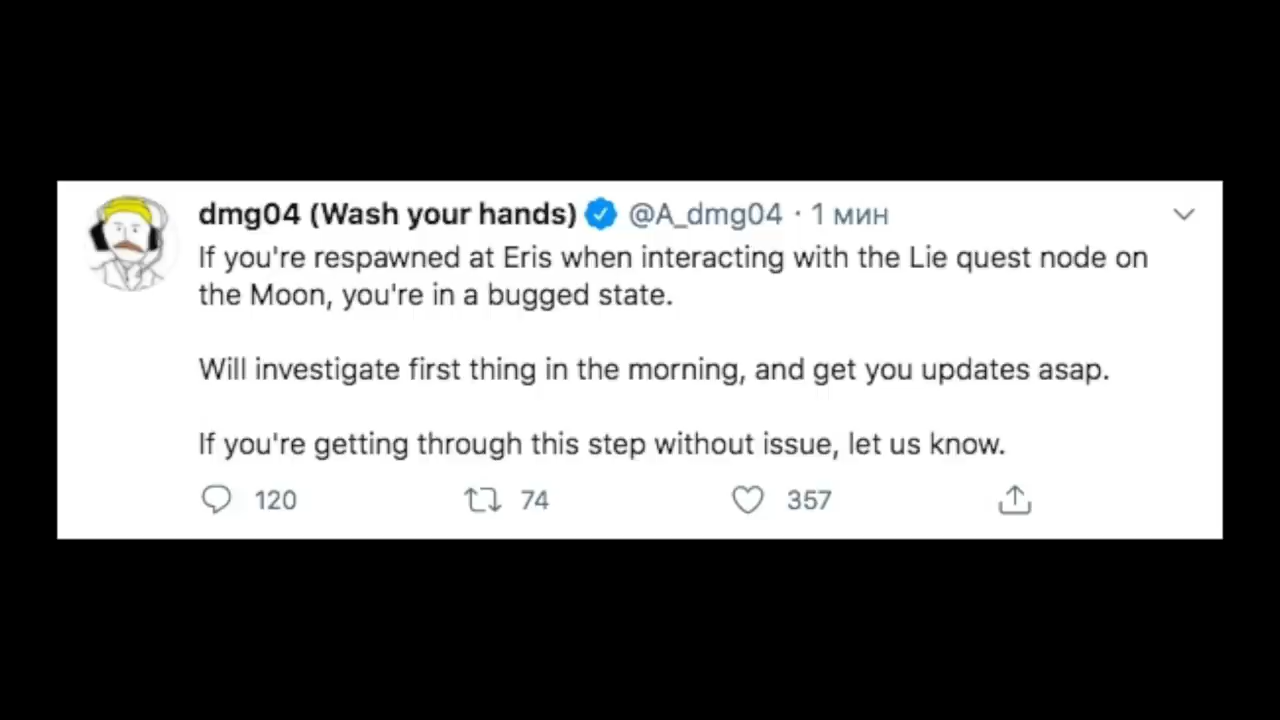 dmg04 (Wash your hands) @A_dmg04 · 1 мин
If you're respawned at Eris when interacting with the Lie quest node on
the Moon, you're in a bugged state.
Will investigate first thing in the morning, and get you updates asap.
If you're getting through this step without issue, let us know.
120 74 357